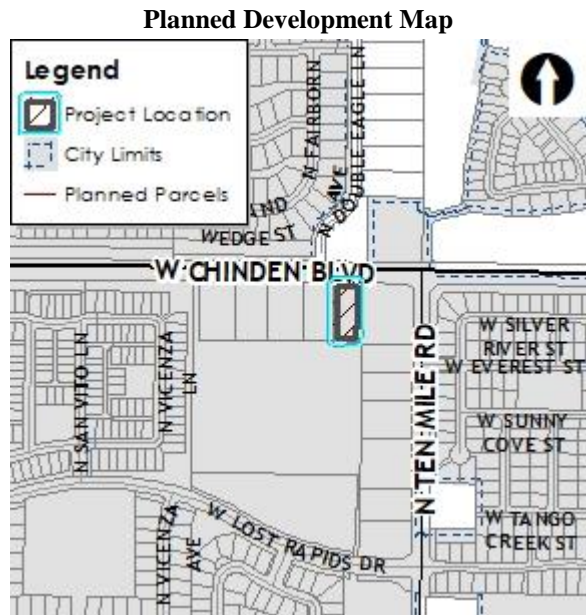 Planned Development Map
Legend
Project Location
City Limits
Planned Parcels
N FAIRBORN
AVE
N DOUBLE EAGLE LN
AND
WEDGE ST
W CHINDEN BLVD
N TEN MILE RD
W SILVER
RIVER ST
W EVEREST ST
W SUNNY
COVE ST
W TANGO
CREEK ST
N SAN VITO LN
N VICENZA
LN
W LOST RAPIDS DR
N VICENZA
AVE